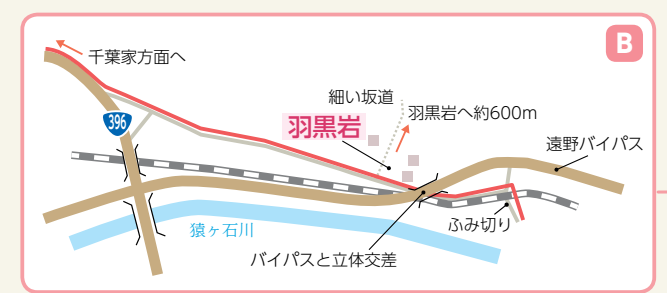 B
千葉家方面へ
396
細い坂道
羽黒岩
羽黒岩へ約600m
遠野バイパス
猿ヶ石川
ふみ切り
バイパスと立体交差